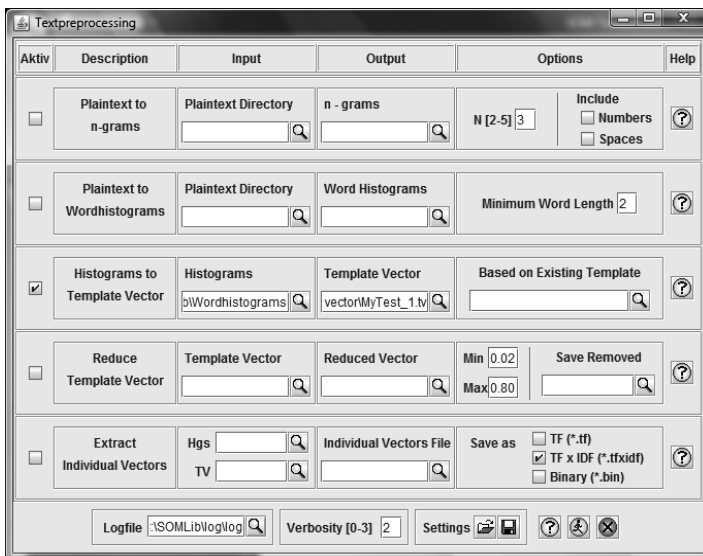 Textpreprocessing
Aktiv Description Input Output Options Help
Plaintext to
n-grams
Plaintext Directory
n - grams
N [2-5] 3
Include
Numbers
Spaces
Plaintext to
Wordhistograms
Plaintext Directory
Word Histograms
Minimum Word Length 2
Histograms to
Template Vector
Histograms
b\Wordhistograms
Template Vector
vector\MyTest_1.tv
Based on Existing Template
Reduce
Template Vector
Template Vector
Reduced Vector
Min 0.02
Max 0.80
Save Removed
Extract
Individual Vectors
Hgs
TV
Individual Vectors File
Save as
TF (*.tf)
TF x IDF (*.tfxidf)
Binary (*.bin)
Logfile :\SOMLib\log\log Verbosity [0-3] 2 Settings